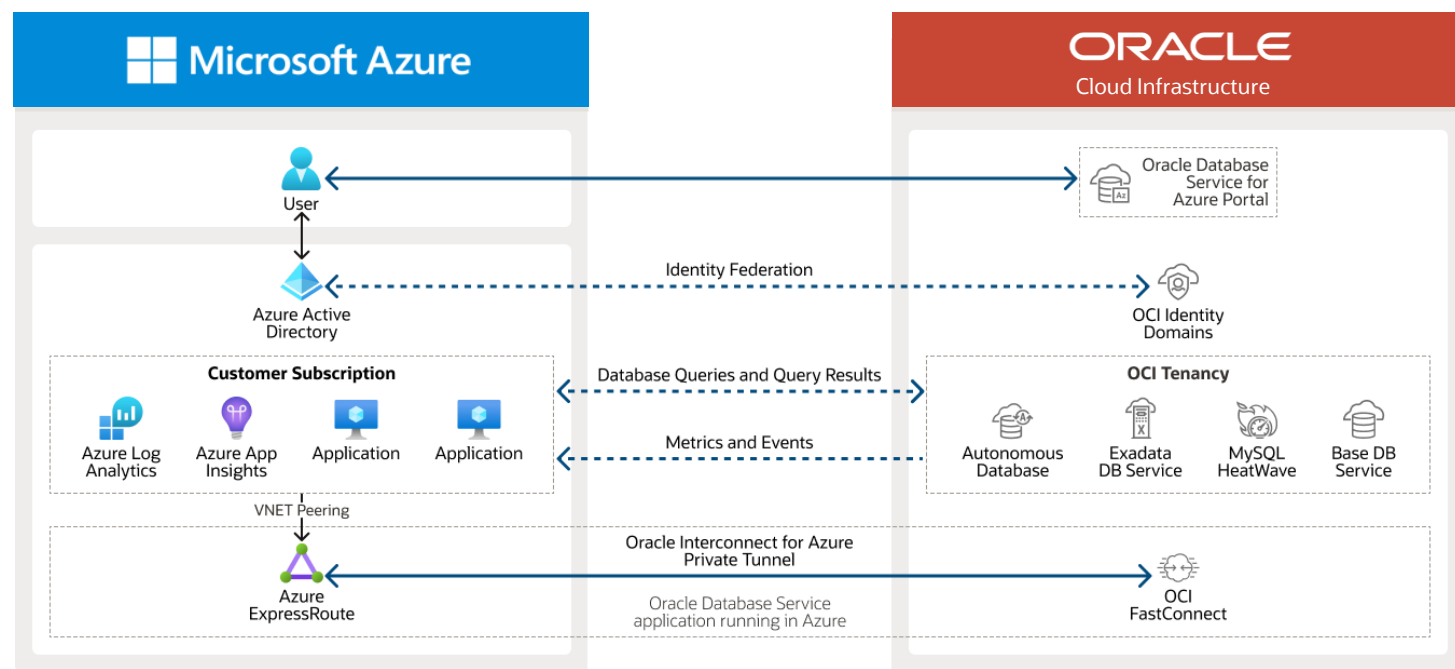 Microsoft Azure
ORACLE
Cloud Infrastructure
User
Oracle Database
Service for
Azure Portal
Az
Identity Federation
Azure Active
Directory
OCI Identity
Domains
Customer Subscription
Database Queries and Query Results
OCI Tenancy
Azure Log
Analytics
Azure App
Insights
Application
Application
Metrics and Events
A
Autonomous
Database
X
Exadata
DB Service
MySQL
HeatWave
Base DB
Service
VNET Peering
Oracle Interconnect for Azure
Private Tunnel
Azure
ExpressRoute
OCI
FastConnect
Oracle Database Service
application running in Azure